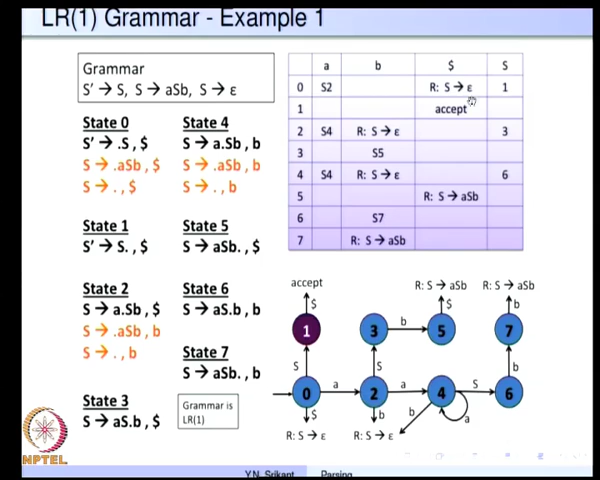 LR(1) Grammar - Example 1
Grammar
S' → S, S → aSb, S → ε
State 0
S' → .S, $
S → .aSb, $
S → ., $
State 1
S' → S., $
State 2
S → a.Sb, $
S → .aSb, b
S → ., b
State 3
S → aS.b, $
State 4
S → a.Sb, b
S → .aSb, b
S → ., b
State 5
S → aSb., $
State 6
S → aS.b, b
State 7
S → aSb., b
Grammar is
LR(1)
a b $ S
0 S2 R: S → ε 1
1 accept
2 S4 R: S → ε 3
3 S5
4 S4 R: S → ε 6
5 R: S → aSb
6 S7
7 R: S → aSb
accept R: S → aSb R: S → aSb
$ $ b
1 3 b 5 7
S S b
0 a 2 a 4 S 6
$ b b a
R: S → ε R: S → ε
NPTEL
Y.N. Srikant Parsing